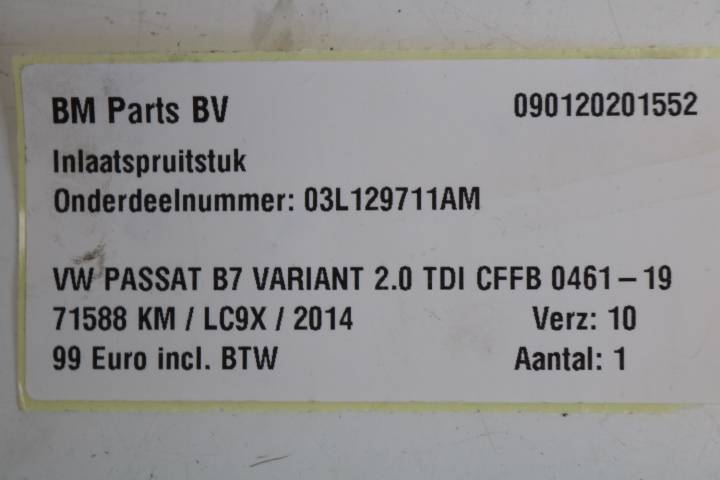 BM Parts BV 090120201552
Inlaatspruitstuk
Onderdeelnummer: 03L129711AM
VW PASSAT B7 VARIANT 2.0 TDI CFFB 0461 – 19
71588 KM / LC9X / 2014 Verz: 10
99 Euro incl. BTW Aantal: 1